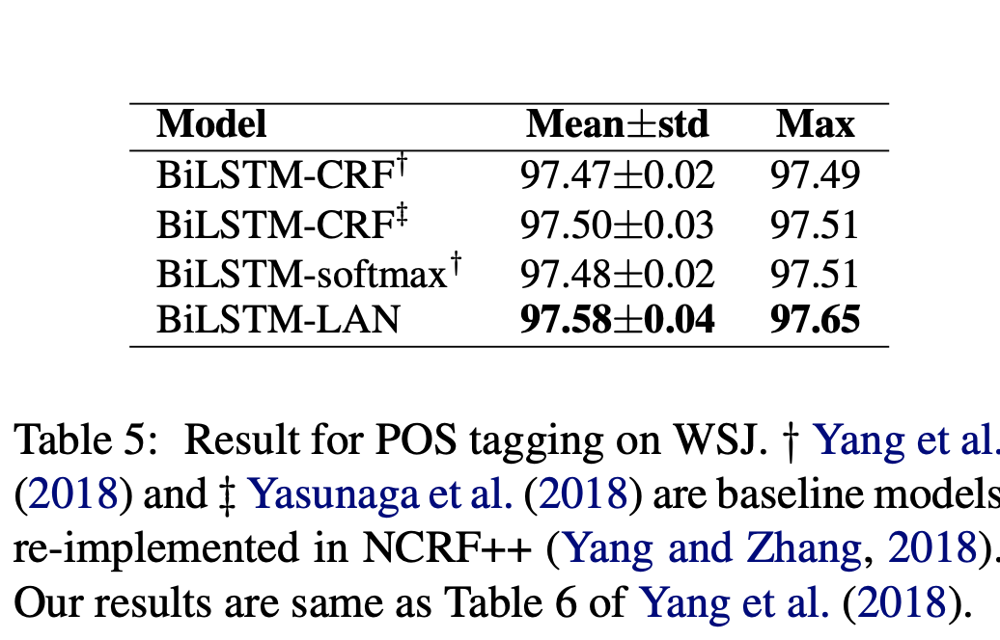 Model Mean±std Max
BiLSTM-CRF† 97.47±0.02 97.49
BiLSTM-CRF‡ 97.50±0.03 97.51
BiLSTM-softmax† 97.48±0.02 97.51
BiLSTM-LAN 97.58±0.04 97.65
Table 5: Result for POS tagging on WSJ. † Yang et al.
(2018) and ‡ Yasunaga et al. (2018) are baseline models
re-implemented in NCRF++ (Yang and Zhang, 2018).
Our results are same as Table 6 of Yang et al. (2018).